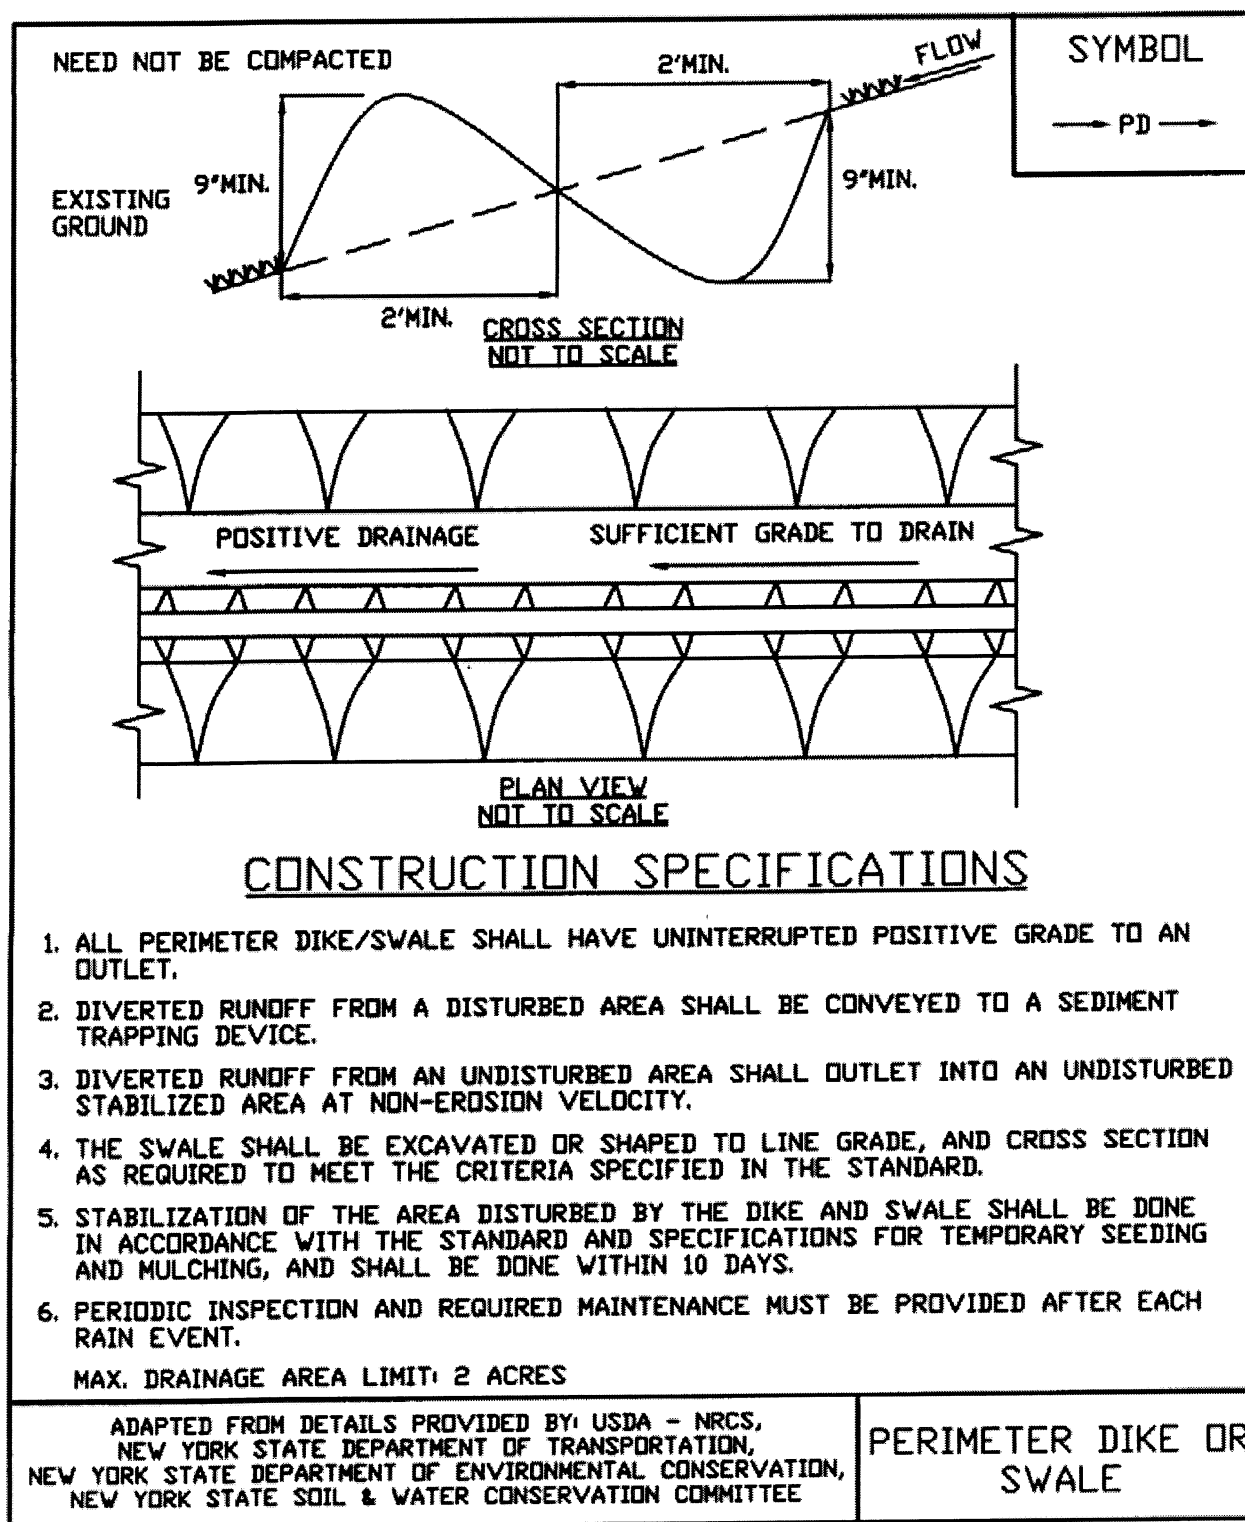 NEED NOT BE COMPACTED
2'MIN.
FLOW
SYMBOL
PD
9"MIN.
9"MIN.
EXISTING
GROUND
2'MIN.
CROSS SECTION
NOT TO SCALE
POSITIVE DRAINAGE
SUFFICIENT GRADE TO DRAIN
PLAN VIEW
NOT TO SCALE
CONSTRUCTION SPECIFICATIONS
1. ALL PERIMETER DIKE/SWALE SHALL HAVE UNINTERRUPTED POSITIVE GRADE TO AN
OUTLET.
2. DIVERTED RUNOFF FROM A DISTURBED AREA SHALL BE CONVEYED TO A SEDIMENT
TRAPPING DEVICE.
3. DIVERTED RUNOFF FROM AN UNDISTURBED AREA SHALL OUTLET INTO AN UNDISTURBED
STABILIZED AREA AT NON-EROSION VELOCITY.
4. THE SWALE SHALL BE EXCAVATED OR SHAPED TO LINE GRADE, AND CROSS SECTION
AS REQUIRED TO MEET THE CRITERIA SPECIFIED IN THE STANDARD.
5. STABILIZATION OF THE AREA DISTURBED BY THE DIKE AND SWALE SHALL BE DONE
IN ACCORDANCE WITH THE STANDARD AND SPECIFICATIONS FOR TEMPORARY SEEDING
AND MULCHING, AND SHALL BE DONE WITHIN 10 DAYS.
6. PERIODIC INSPECTION AND REQUIRED MAINTENANCE MUST BE PROVIDED AFTER EACH
RAIN EVENT.
MAX. DRAINAGE AREA LIMIT: 2 ACRES
ADAPTED FROM DETAILS PROVIDED BY: USDA - NRCS,
NEW YORK STATE DEPARTMENT OF TRANSPORTATION,
NEW YORK STATE DEPARTMENT OF ENVIRONMENTAL CONSERVATION,
NEW YORK STATE SOIL & WATER CONSERVATION COMMITTEE
PERIMETER DIKE OR
SWALE